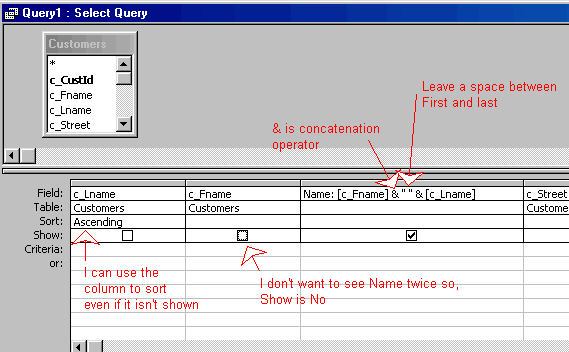 Query1 : Select Query
Customers
*
c_CustId
c_Fname
c_Lname
c_Street
Leave a space between
First and last
& is concatenation
operator
Field: c_Lname c_Fname Name: [c_Fname] & " " & [c_Lname] c_Street
Table: Customers Customers Custome
Sort: Ascending
Show:
Criteria:
or:
I can use the
column to sort
even if it isn't shown
I don't want to see Name twice so,
Show is No